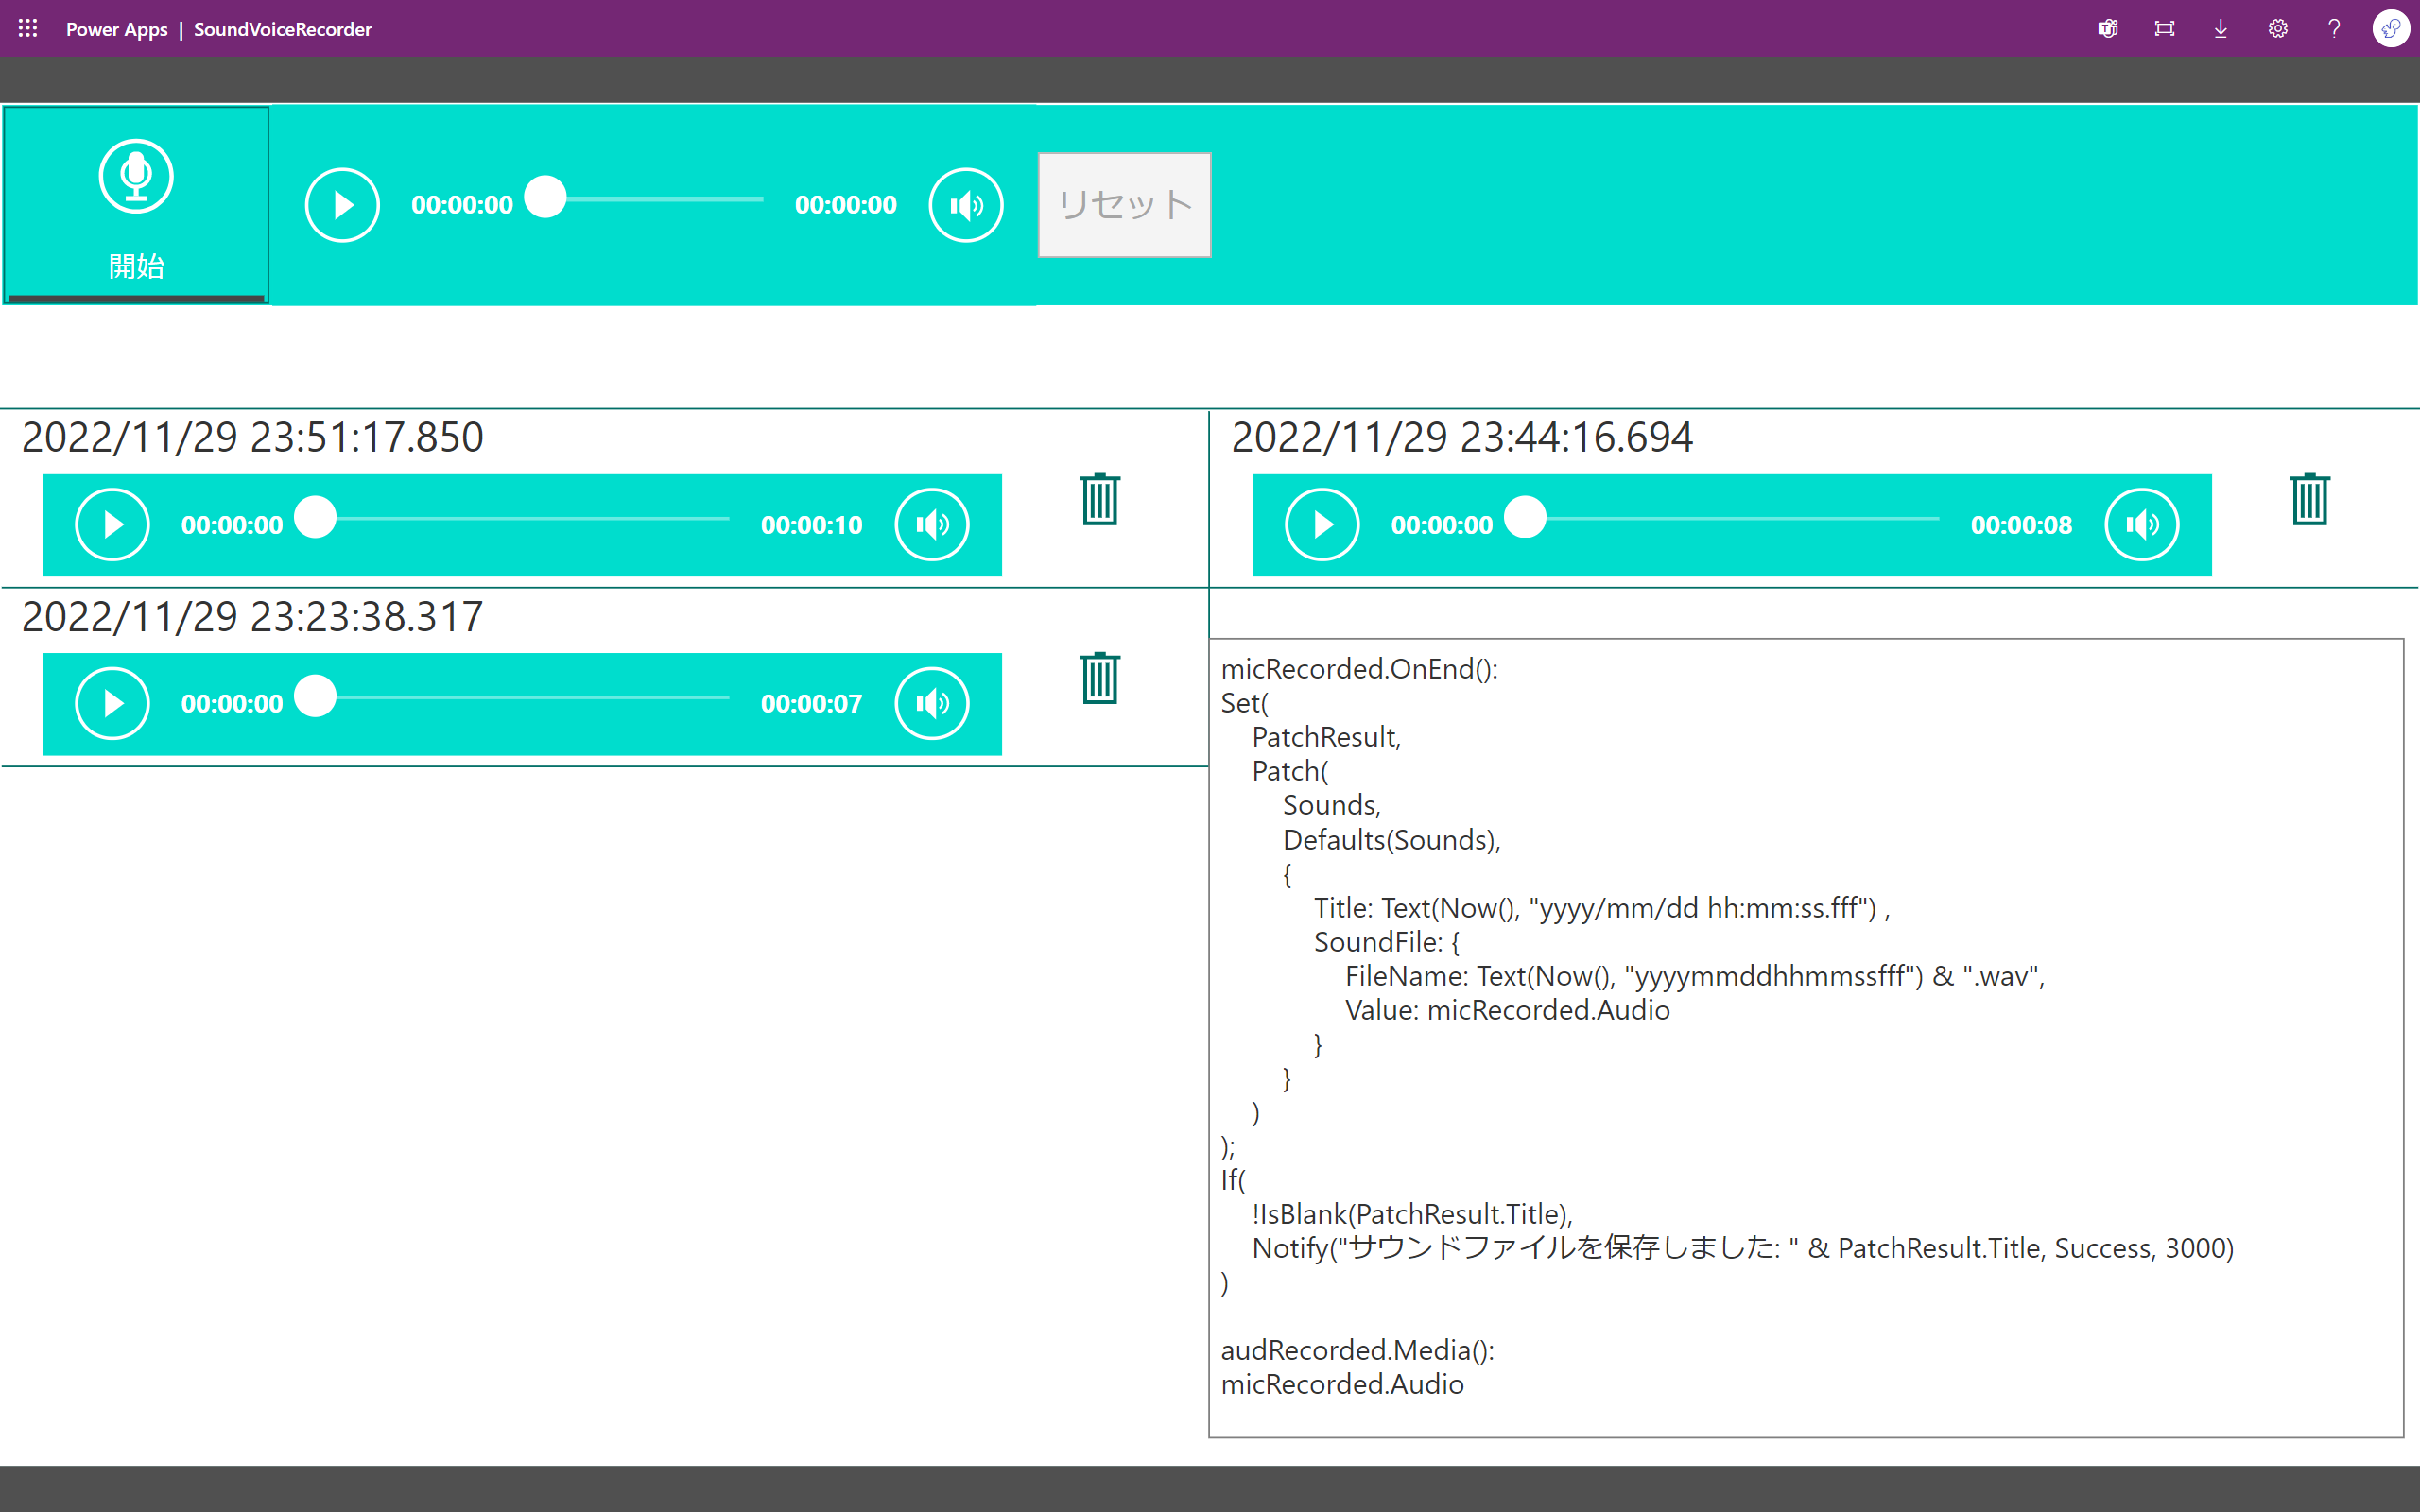 Power Apps | SoundVoiceRecorder
開始
00:00:00
00:00:00
リセット
2022/11/29 23:51:17.850
00:00:00
00:00:10
2022/11/29 23:44:16.694
00:00:00
00:00:08
2022/11/29 23:23:38.317
00:00:00
00:00:07
micRecorded.OnEnd():
Set(
PatchResult,
Patch(
Sounds,
Defaults(Sounds),
{
Title: Text(Now(), "yyyy/mm/dd hh:mm:ss.fff") ,
SoundFile: {
FileName: Text(Now(), "yyyymmddhhmmssfff") & ".wav",
Value: micRecorded.Audio
}
}
)
);
If(
!IsBlank(PatchResult.Title),
Notify("サウンドファイルを保存しました: " & PatchResult.Title, Success, 3000)
)
audRecorded.Media():
micRecorded.Audio